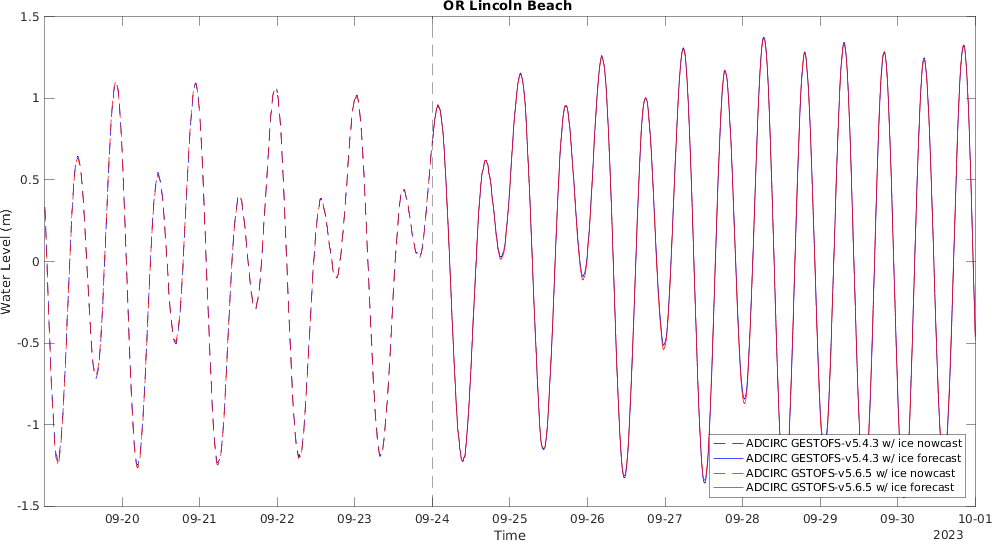 OR Lincoln Beach
1.5
1
0.5
0
-0.5
-1
-1.5
Water Level (m)
ADCIRC GESTOFS-v5.4.3 w/ ice nowcast
ADCIRC GESTOFS-v5.4.3 w/ ice forecast
ADCIRC GSTOFS-v5.6.5 w/ ice nowcast
ADCIRC GSTOFS-v5.6.5 w/ ice forecast
09-20 09-21 09-22 09-23 09-24 09-25 09-26 09-27 09-28 09-29 09-30 10-01
Time
2023